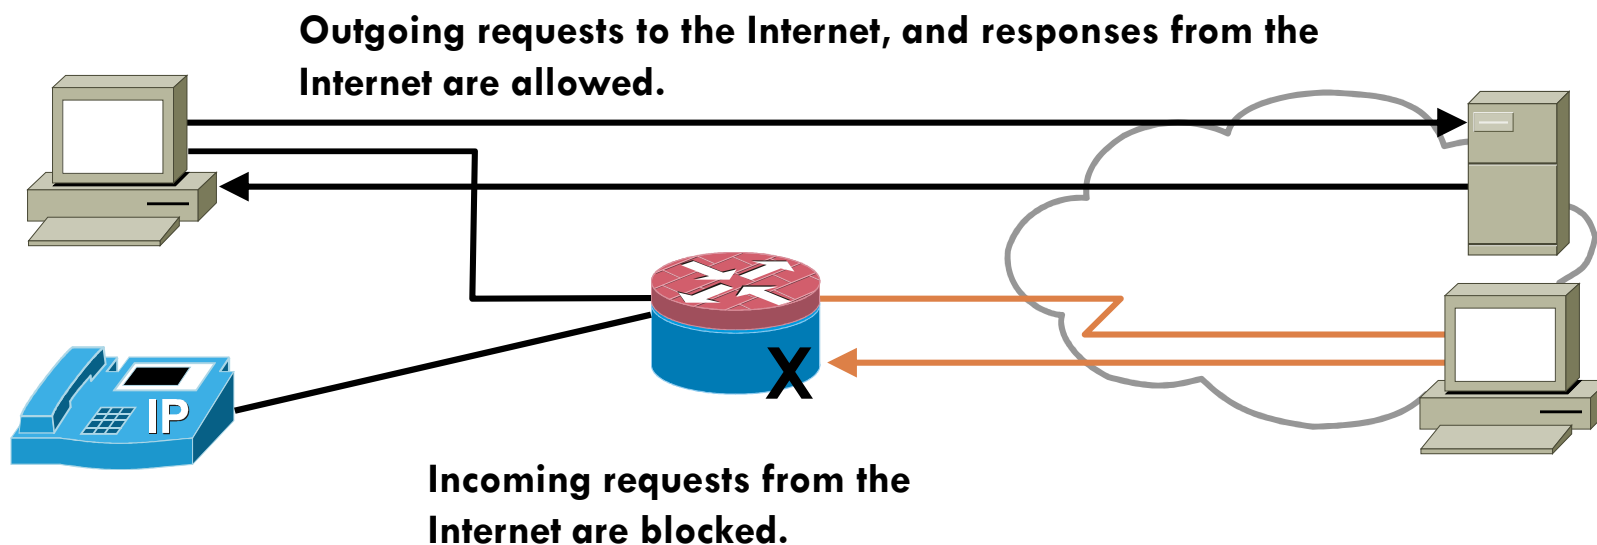 Outgoing requests to the Internet, and responses from the
Internet are allowed.
IP
X
Incoming requests from the
Internet are blocked.